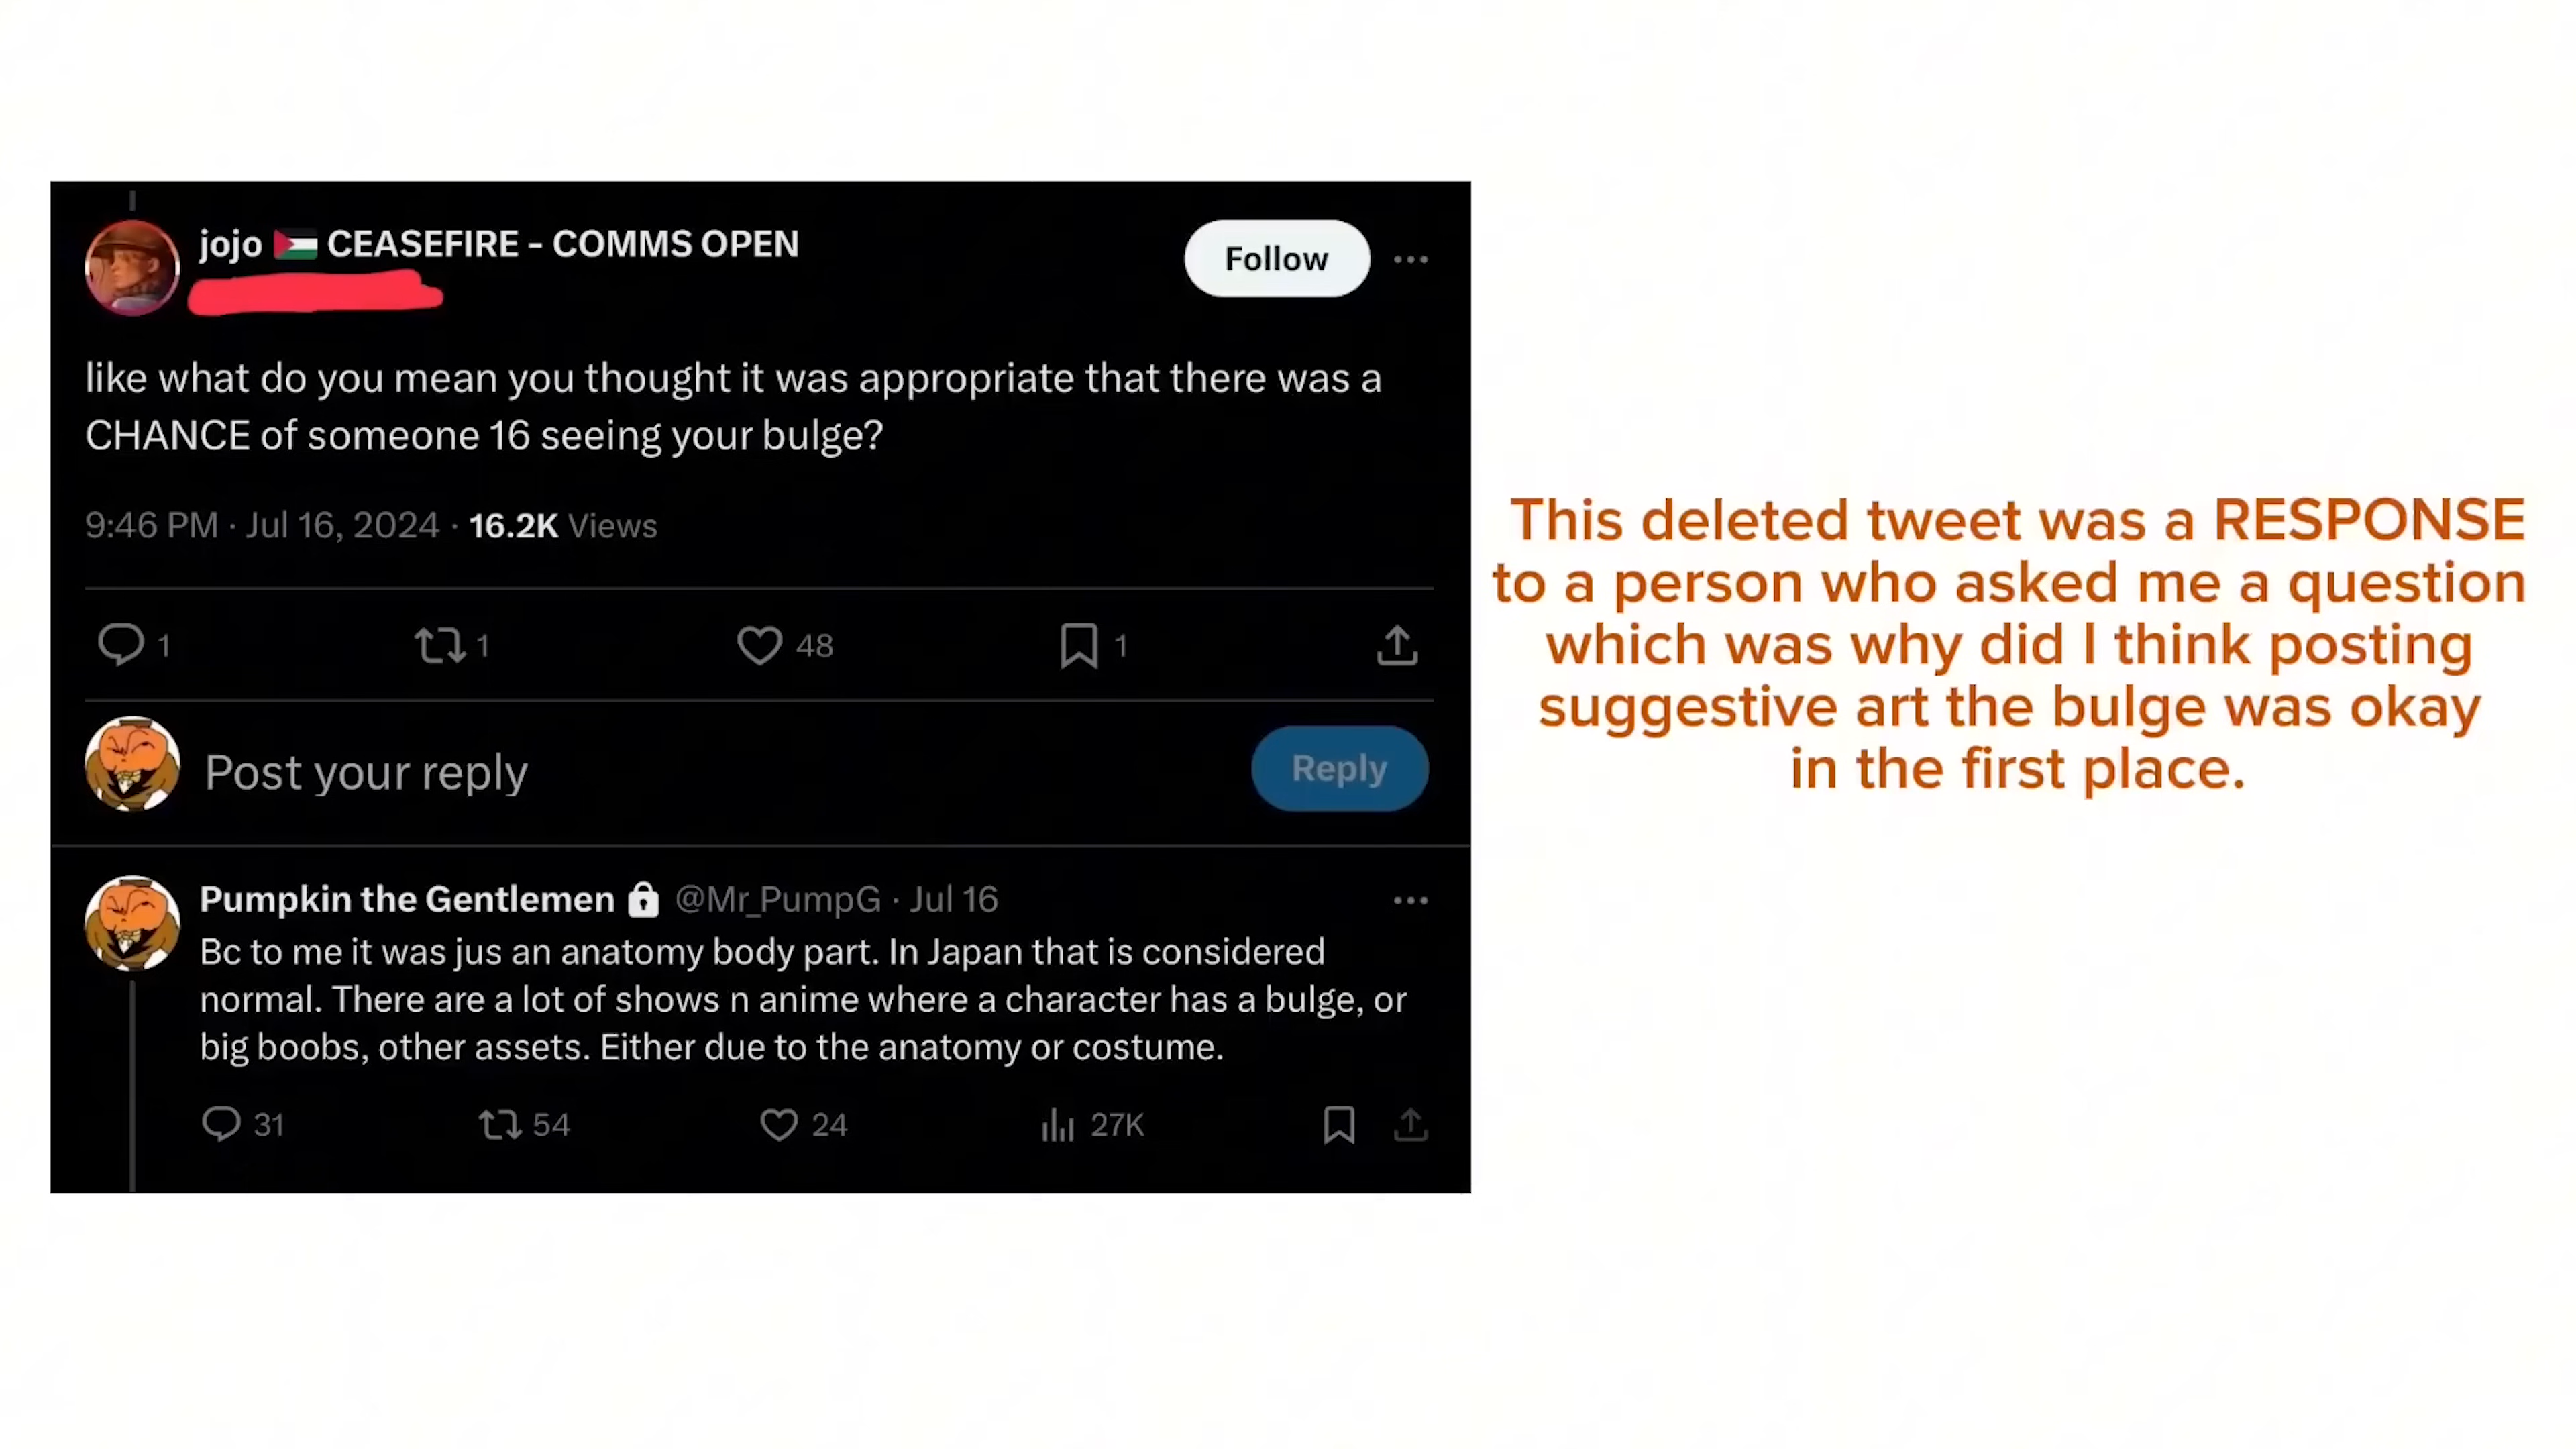 jojo 🇵🇸 CEASEFIRE - COMMS OPEN
Follow
like what do you mean you thought it was appropriate that there was a
CHANCE of someone 16 seeing your bulge?
9:46 PM · Jul 16, 2024 · 16.2K Views
1 1 48 1
Post your reply
Reply
Pumpkin the Gentlemen 🔒 @Mr_PumpG · Jul 16
Bc to me it was jus an anatomy body part. In Japan that is considered
normal. There are a lot of shows n anime where a character has a bulge, or
big boobs, other assets. Either due to the anatomy or costume.
31 54 24 27K
This deleted tweet was a RESPONSE
to a person who asked me a question
which was why did I think posting
suggestive art the bulge was okay
in the first place.